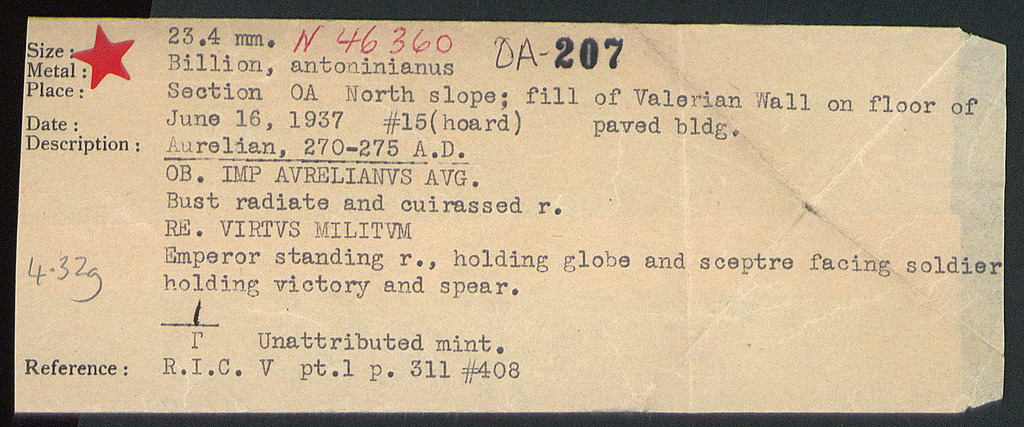 Size : 23.4 mm. N 46360 OA-207
Metal : Billion, antoninianus
Place : Section OA North slope; fill of Valerian Wall on floor of
Date : June 16, 1937 #15(hoard) paved bldg.
Description : Aurelian, 270-275 A.D.
OB. IMP AVRELIANVS AVG.
Bust radiate and cuirassed r.
RE. VIRTVS MILITVM
Emperor standing r., holding globe and sceptre facing soldier
4.32g holding victory and spear.
1
Γ Unattributed mint.
Reference : R.I.C. V pt.1 p. 311 #408